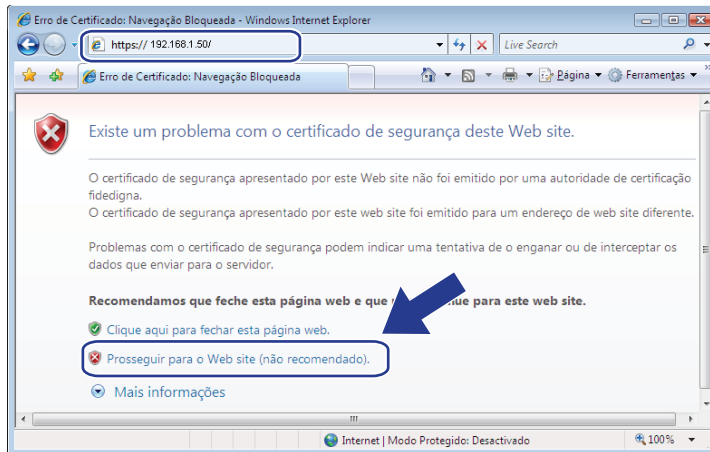 Erro de Certificado: Navegação Bloqueada - Windows Internet Explorer
https:// 192.168.1.50/
Live Search
Erro de Certificado: Navegação Bloqueada
Página
Ferramentas
Existe um problema com o certificado de segurança deste Web site.
O certificado de segurança apresentado por este Web site não foi emitido por uma autoridade de certificação
fidedigna.
O certificado de segurança apresentado por este web site foi emitido para um endereço de web site diferente.
Problemas com o certificado de segurança podem indicar uma tentativa de o enganar ou de interceptar os
dados que enviar para o servidor.
Recomendamos que feche esta página web e que para este web site.
Clique aqui para fechar esta página web.
Prosseguir para o Web site (não recomendado).
Mais informações
Internet | Modo Protegido: Desactivado
100%